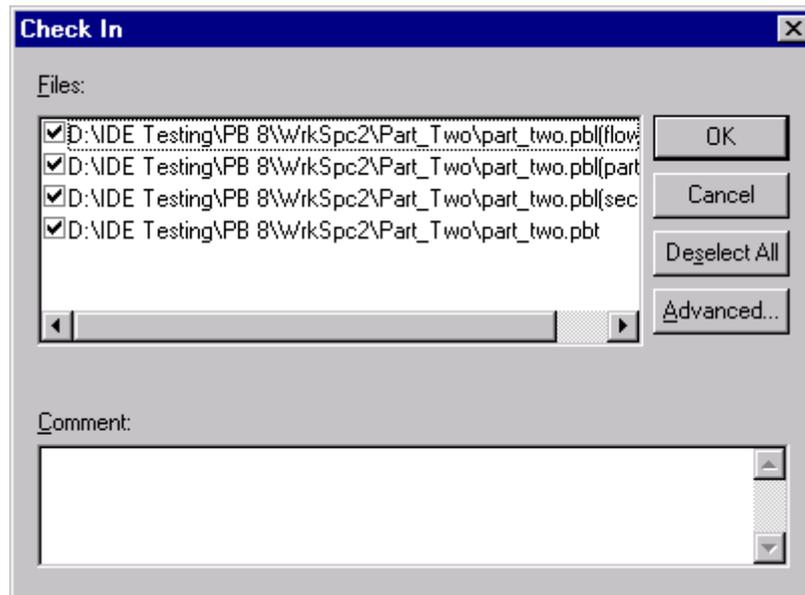 Check In
Files:
D:\IDE Testing\PB 8\WrkSpc2\Part_Two\part_two.pbl(flow
D:\IDE Testing\PB 8\WrkSpc2\Part_Two\part_two.pbl(part
D:\IDE Testing\PB 8\WrkSpc2\Part_Two\part_two.pbl(sec
D:\IDE Testing\PB 8\WrkSpc2\Part_Two\part_two.pbt
OK
Cancel
Deselect All
Advanced...
Comment: